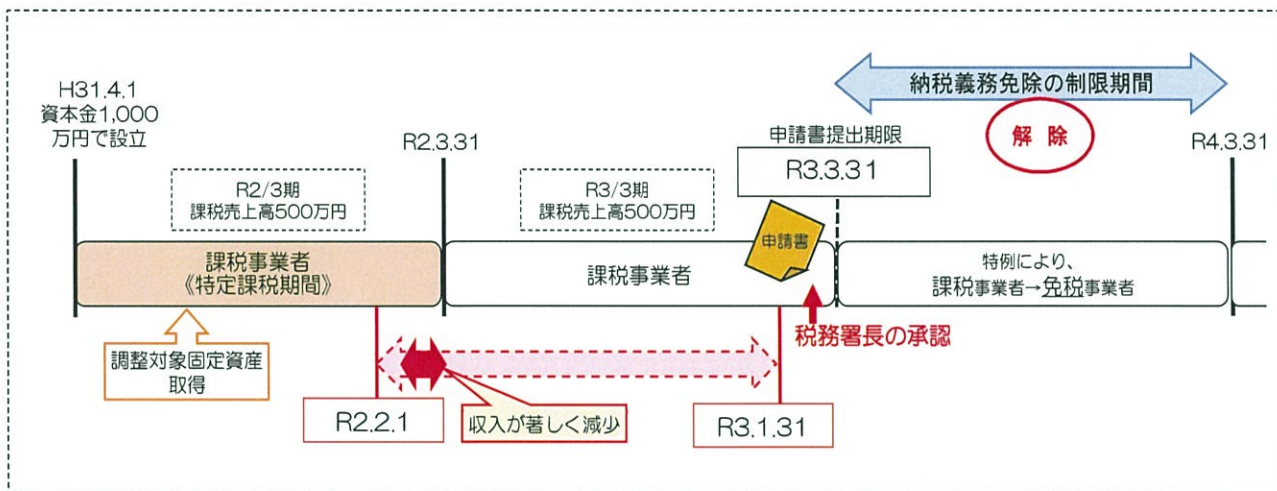 H31.4.1
資本金1,000
万円で設立
R2.3.31
納税義務免除の制限期間
解 除
申請書提出期限
R3.3.31
R4.3.31
R2/3期
課税売上高500万円
R3/3期
課税売上高500万円
申請書
課税事業者
《特定課税期間》
課税事業者
特例により、
課税事業者→免税事業者
税務署長の承認
調整対象固定資産
取得
R2.2.1
収入が著しく減少
R3.1.31